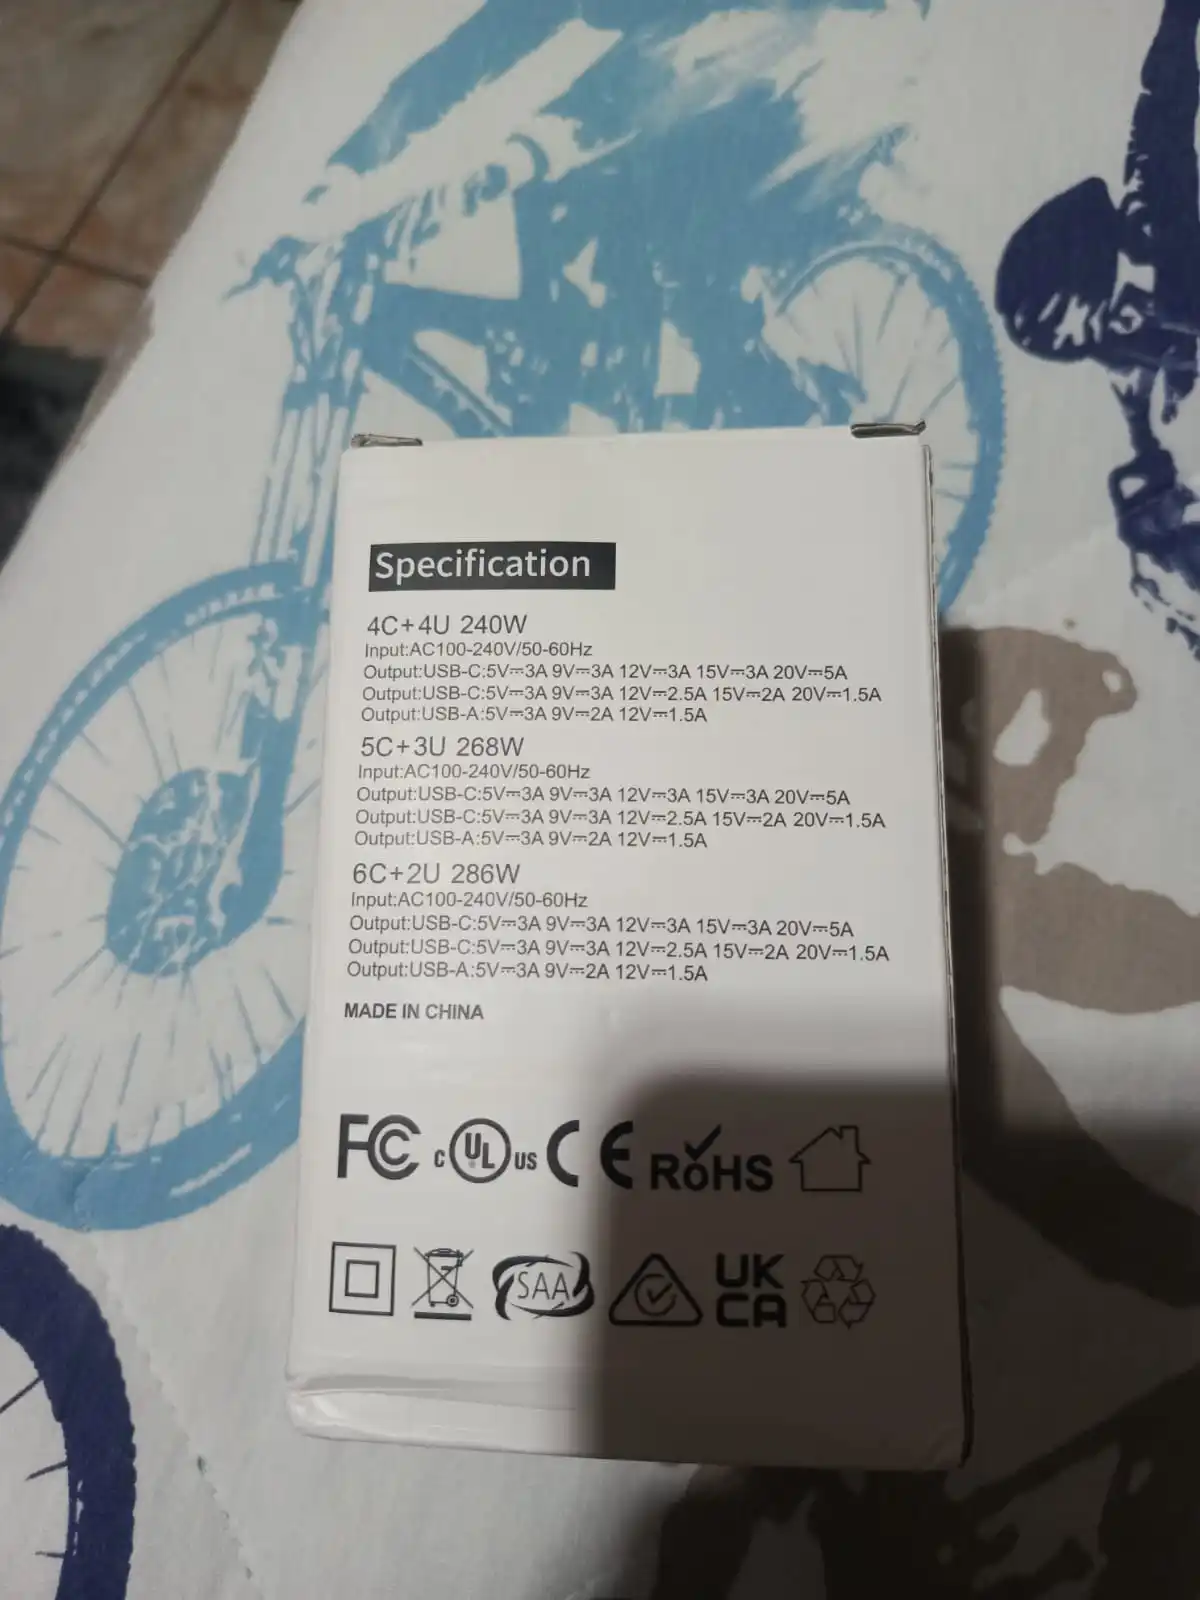 Specification
4C+4U 240W
Input:AC100-240V/50-60Hz
Output:USB-C:5V⎓3A 9V⎓3A 12V⎓3A 15V⎓3A 20V⎓5A
Output:USB-C:5V⎓3A 9V⎓3A 12V⎓2.5A 15V⎓2A 20V⎓1.5A
Output:USB-A:5V⎓3A 9V⎓2A 12V⎓1.5A
5C+3U 268W
Input:AC100-240V/50-60Hz
Output:USB-C:5V⎓3A 9V⎓3A 12V⎓3A 15V⎓3A 20V⎓5A
Output:USB-C:5V⎓3A 9V⎓3A 12V⎓2.5A 15V⎓2A 20V⎓1.5A
Output:USB-A:5V⎓3A 9V⎓2A 12V⎓1.5A
6C+2U 286W
Input:AC100-240V/50-60Hz
Output:USB-C:5V⎓3A 9V⎓3A 12V⎓3A 15V⎓3A 20V⎓5A
Output:USB-C:5V⎓3A 9V⎓3A 12V⎓2.5A 15V⎓2A 20V⎓1.5A
Output:USB-A:5V⎓3A 9V⎓2A 12V⎓1.5A
MADE IN CHINA
FC c UL us CE RoHS
SAA UK
CA